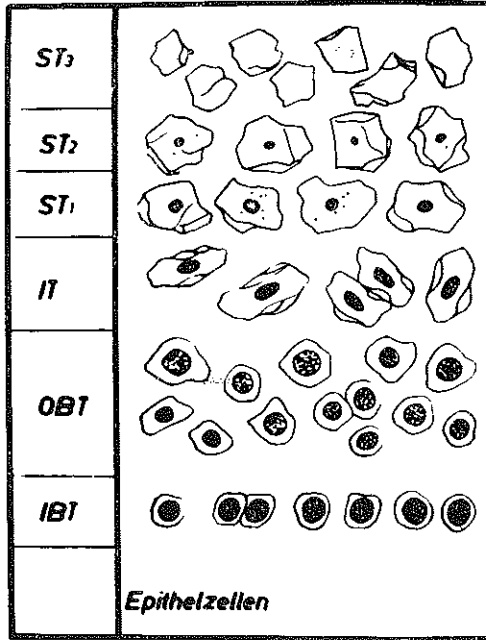 ST₃
ST₂
ST₁
IT
OBT
IBT
Epithelzellen